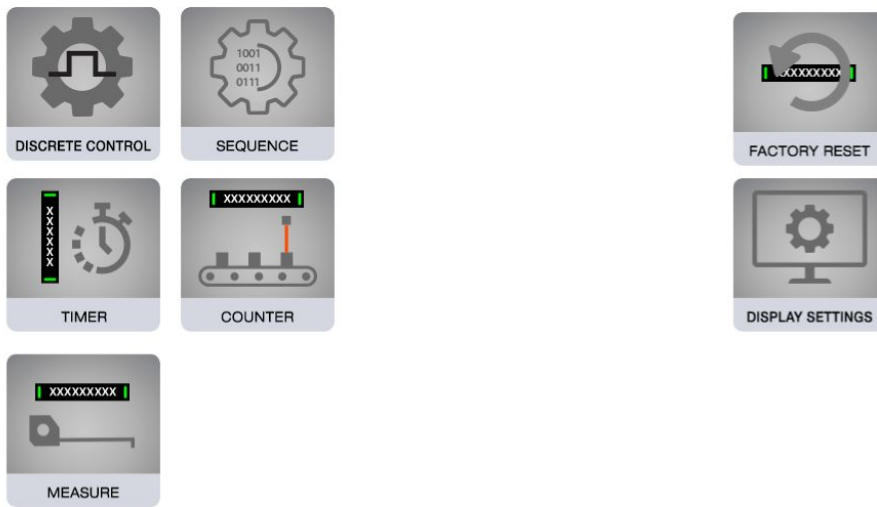 DISCRETE CONTROL
1001
0011
0111
SEQUENCE
XXXXXXXXX
FACTORY RESET
XXXXXX
TIMER
XXXXXXXXX
COUNTER
DISPLAY SETTINGS
XXXXXXXXX
MEASURE